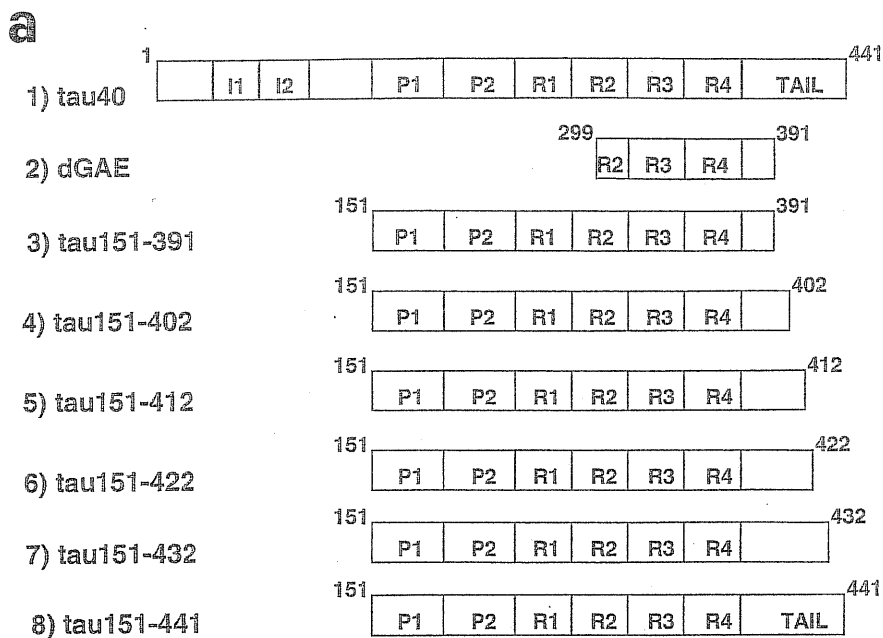 a
1 441
1) tau40 I1 I2 P1 P2 R1 R2 R3 R4 TAIL
299 391
2) dGAE R2 R3 R4
151 391
3) tau151-391 P1 P2 R1 R2 R3 R4
151 402
4) tau151-402 P1 P2 R1 R2 R3 R4
151 412
5) tau151-412 P1 P2 R1 R2 R3 R4
151 422
6) tau151-422 P1 P2 R1 R2 R3 R4
151 432
7) tau151-432 P1 P2 R1 R2 R3 R4
151 441
8) tau151-441 P1 P2 R1 R2 R3 R4 TAIL